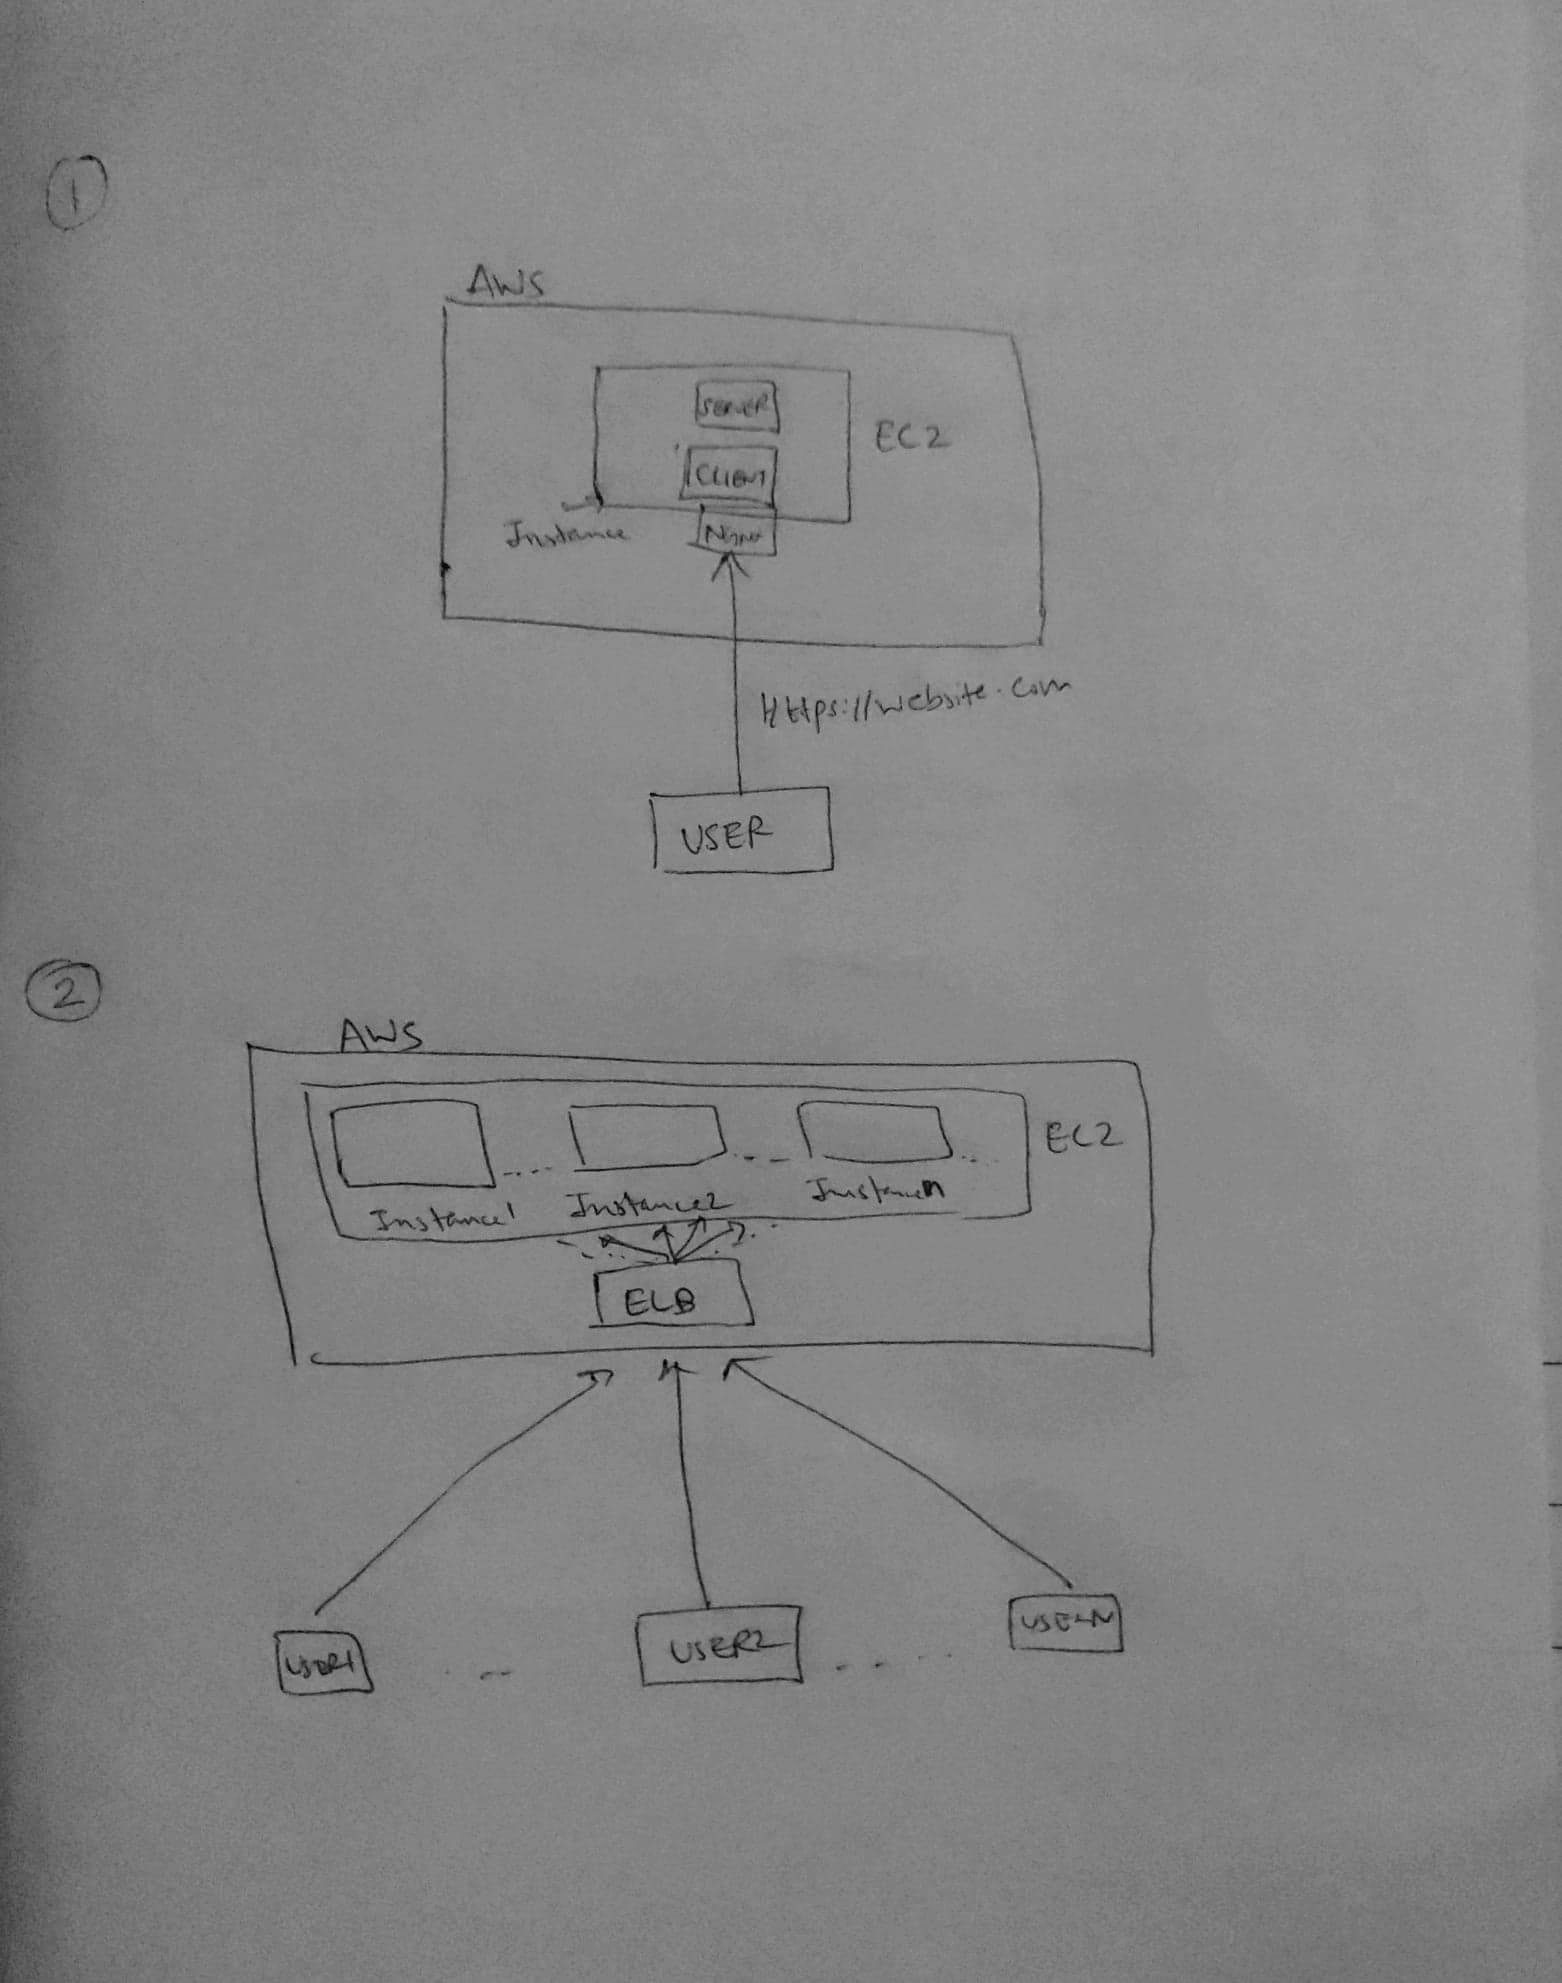 1
AWS
SERVER
CLIENT
EC2
Instance
Https://website.com
USER
2
AWS
EC2
Instance1
Instance2
Instancen
ELB
USER1
USER2
USERN